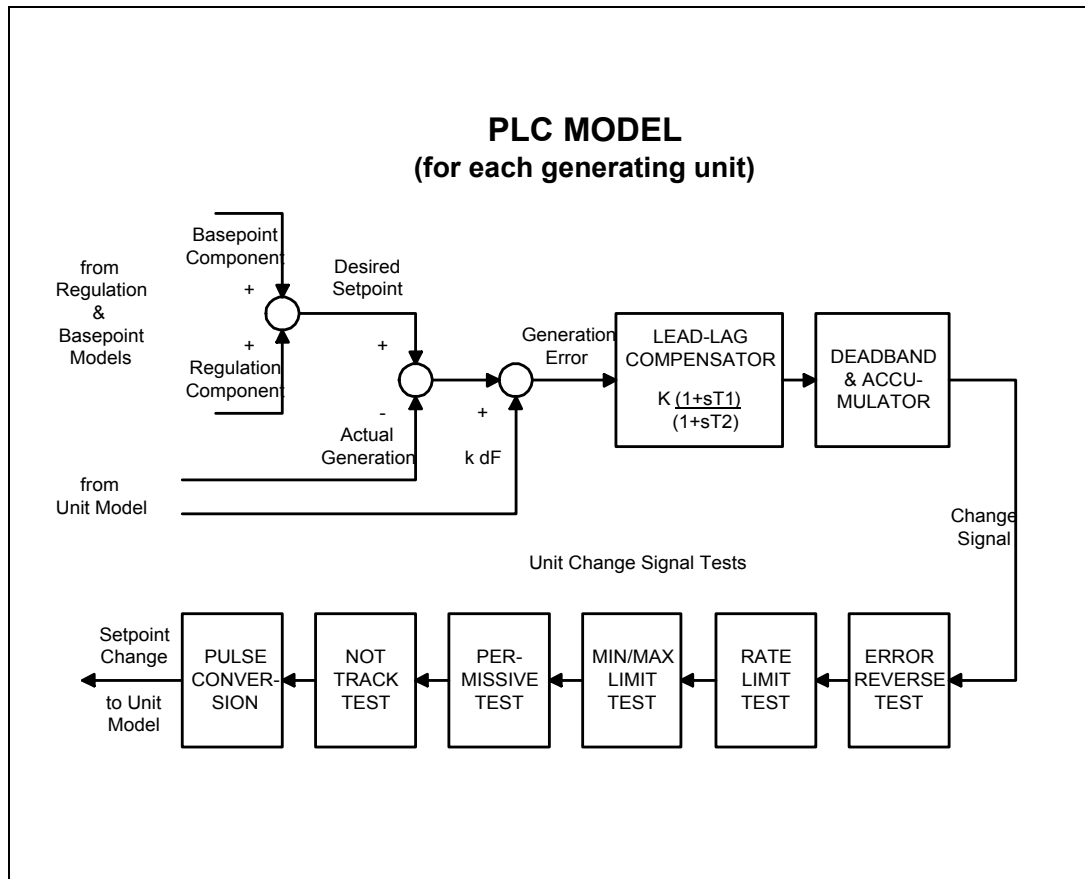 PLC MODEL
(for each generating unit)
Basepoint
Component
from
Regulation
&
Basepoint
Models
+
+
Regulation
Component
Desired
Setpoint
+
-
Actual
Generation
+
k dF
Generation
Error
LEAD-LAG
COMPENSATOR
K (1+sT1)
(1+sT2)
DEADBAND
& ACCU-
MULATOR
from
Unit Model
Change
Signal
Unit Change Signal Tests
Setpoint
Change
to Unit
Model
PULSE
CONVER-
SION
NOT
TRACK
TEST
PER-
MISSIVE
TEST
MIN/MAX
LIMIT
TEST
RATE
LIMIT
TEST
ERROR
REVERSE
TEST